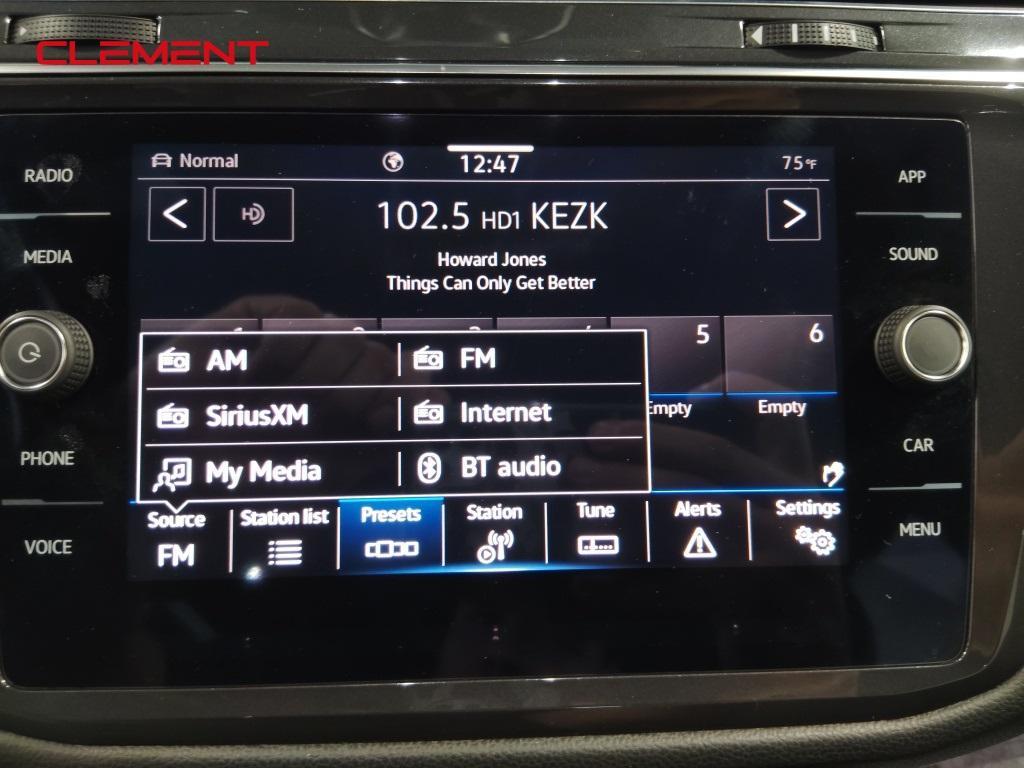 CLEMENT
RADIO
MEDIA
PHONE
VOICE
Normal
12:47
75°F
HD
102.5 HD1 KEZK
Howard Jones
Things Can Only Get Better
5
6
Empty
Empty
AM
FM
SiriusXM
Internet
My Media
BT audio
Source
FM
Station list
Presets
Station
Tune
Alerts
Settings
APP
SOUND
CAR
MENU